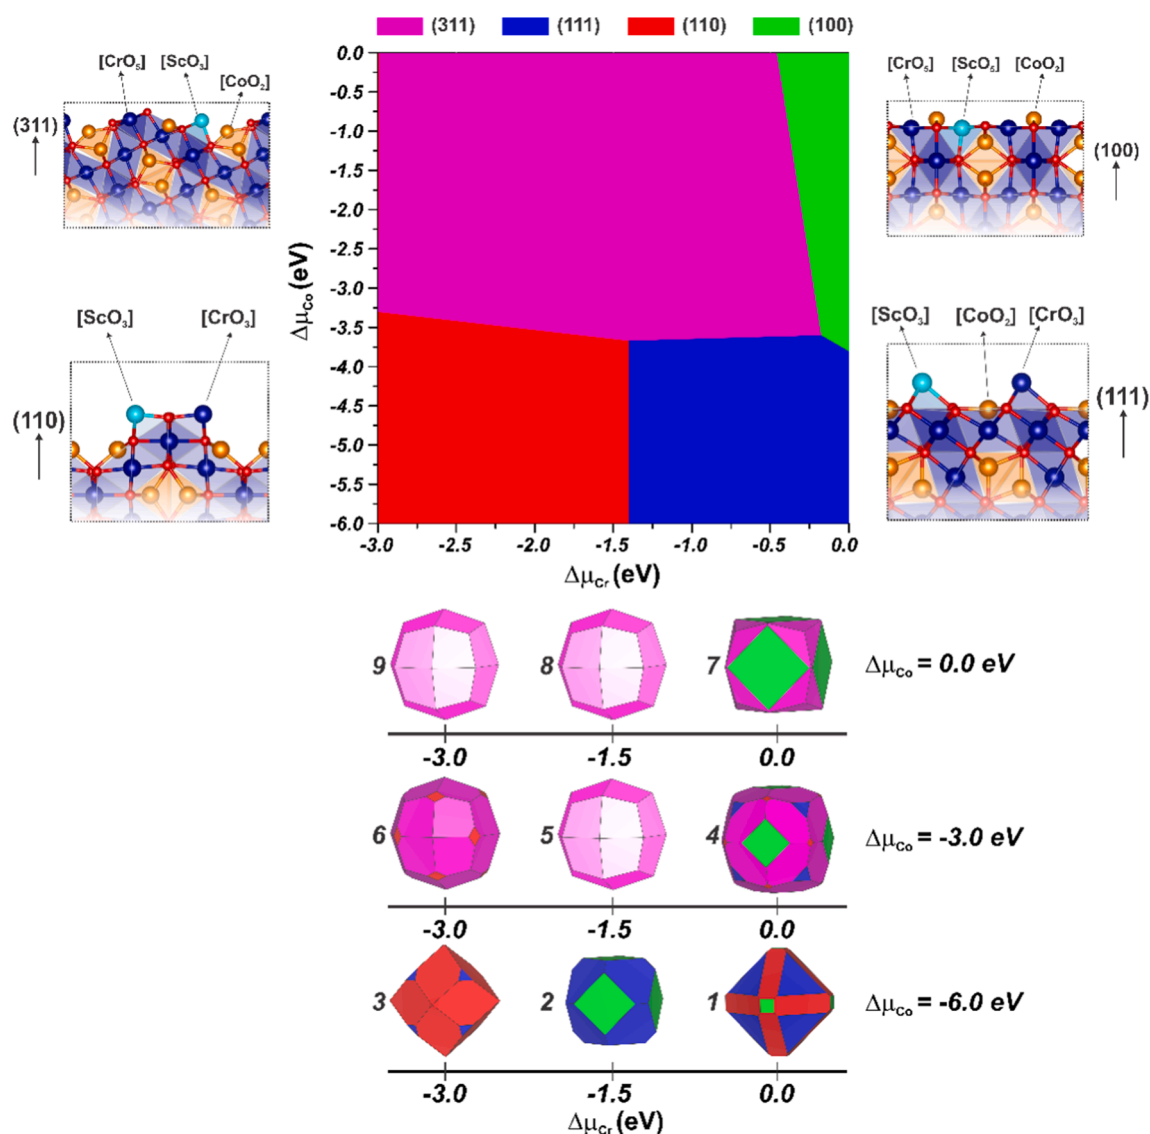 (311) (111) (110) (100)
[CrO₅] [ScO₃] [CoO₂]
(311)
[ScO₃] [CrO₃]
(110)
0.0
-0.5
-1.0
-1.5
-2.0
-2.5
-3.0
-3.5
-4.0
-4.5
-5.0
-5.5
-6.0
Δμ_Co (eV)
-3.0 -2.5 -2.0 -1.5 -1.0 -0.5 0.0
Δμ_Cr (eV)
[CrO₅] [ScO₅] [CoO₂]
(100)
[ScO₃] [CoO₂] [CrO₃]
(111)
9 8 7 Δμ_Co = 0.0 eV
-3.0 -1.5 0.0
6 5 4 Δμ_Co = -3.0 eV
-3.0 -1.5 0.0
3 2 1 Δμ_Co = -6.0 eV
-3.0 -1.5 0.0
Δμ_Cr (eV)